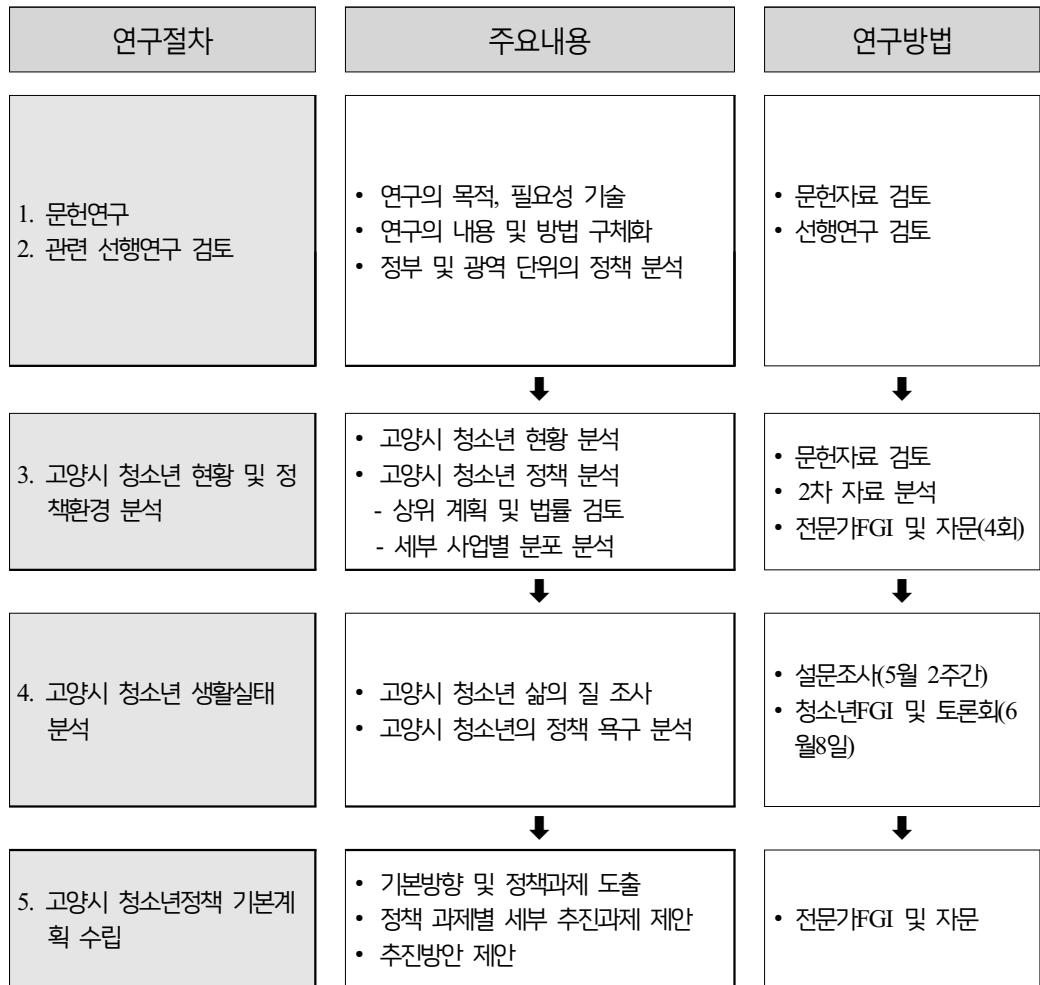 연구절차
주요내용
연구방법
1. 문헌연구
2. 관련 선행연구 검토
• 연구의 목적, 필요성 기술
• 연구의 내용 및 방법 구체화
• 정부 및 광역 단위의 정책 분석
• 문헌자료 검토
• 선행연구 검토
3. 고양시 청소년 현황 및 정
책환경 분석
• 고양시 청소년 현황 분석
• 고양시 청소년 정책 분석
- 상위 계획 및 법률 검토
- 세부 사업별 분포 분석
• 문헌자료 검토
• 2차 자료 분석
• 전문가FGI 및 자문(4회)
4. 고양시 청소년 생활실태
분석
• 고양시 청소년 삶의 질 조사
• 고양시 청소년의 정책 욕구 분석
• 설문조사(5월 2주간)
• 청소년FGI 및 토론회(6
월8일)
5. 고양시 청소년정책 기본계
획 수립
• 기본방향 및 정책과제 도출
• 정책 과제별 세부 추진과제 제안
• 추진방안 제안
• 전문가FGI 및 자문